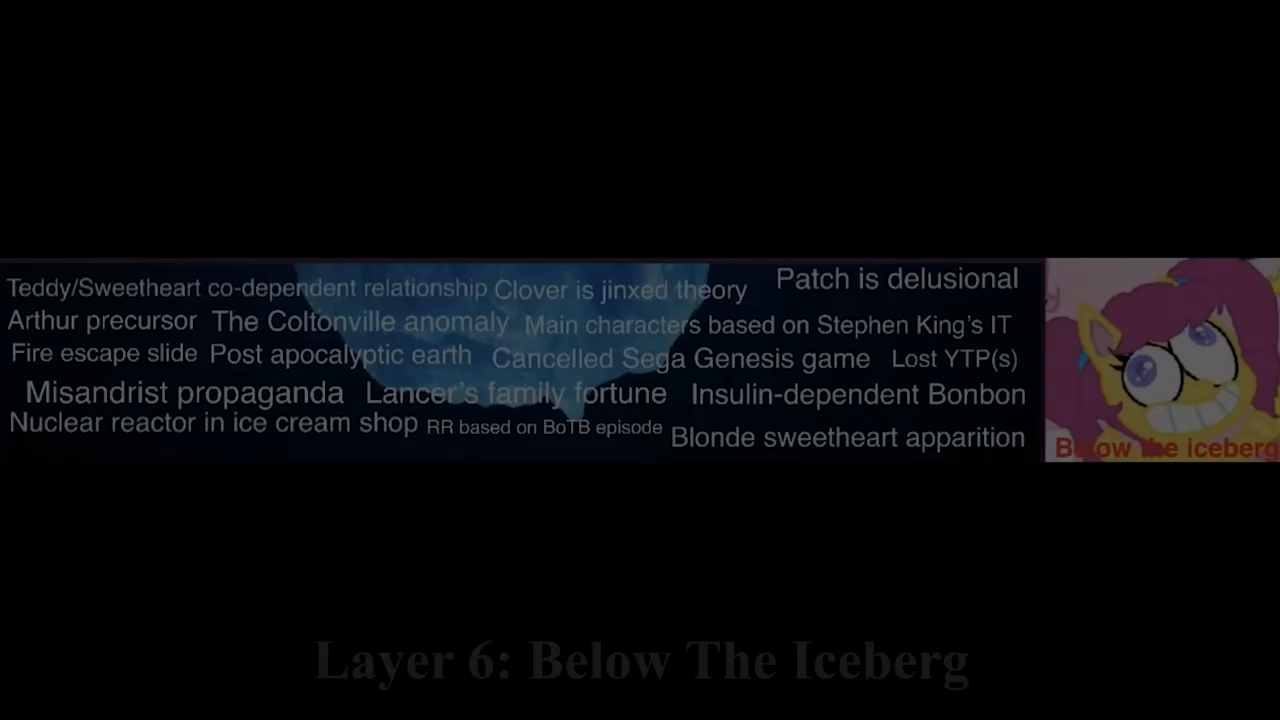 Teddy/Sweetheart co-dependent relationship Clover is jinxed theory Patch is delusional
Arthur precursor The Coltonville anomaly Main characters based on Stephen King's IT
Fire escape slide Post apocalyptic earth Cancelled Sega Genesis game Lost YTP(s)
Misandrist propaganda Lancer's family fortune Insulin-dependent Bonbon
Nuclear reactor in ice cream shop RR based on BoTB episode Blonde sweetheart apparition
Below the iceberg
Layer 6: Below The Iceberg